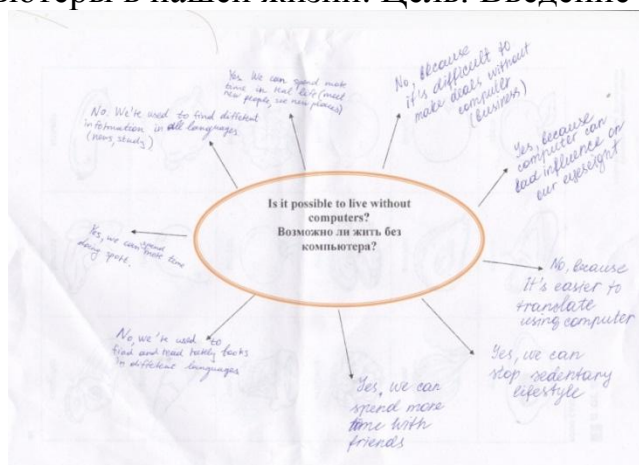 ьютеры в нашей жизни. Цель: Введение
Yes. We can spend more
time in real life (meet
new people, see new places)
No, because
it's difficult to
make deals without
computer
(business)
No. We're used to find different
information in all languages
(news, study)
Yes, because
computer can
bad influence on
our eyesight
Is it possible to live without
computers?
Возможно ли жить без
компьютера?
Yes, we can spend
more time
doing sport.
No, because
It's easier to
translate
using computer
No, we're used to
find and read books
in different languages
Yes, we can
stop sedentary
lifestyle
Yes, we can
spend more
time with
friends